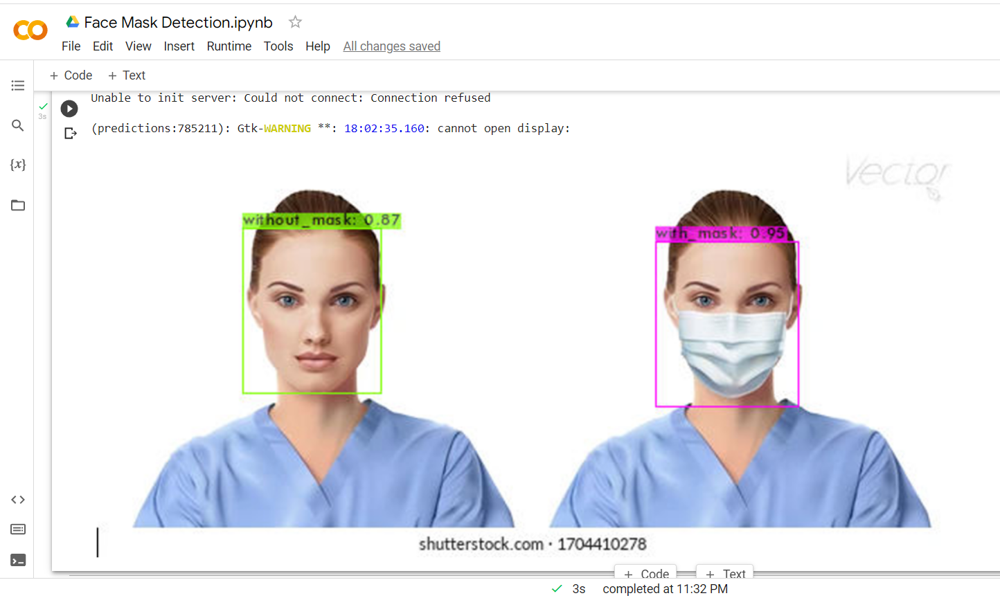 Face Mask Detection.ipynb
File Edit View Insert Runtime Tools Help All changes saved
+ Code + Text
Unable to init server: Could not connect: Connection refused
3s
(predictions:785211): Gtk-WARNING **: 18:02:35.160: cannot open display:
{x}
Vector
without_mask: 0.87
with_mask: 0.95
shutterstock.com · 1704410278
+ Code + Text
3s completed at 11:32 PM